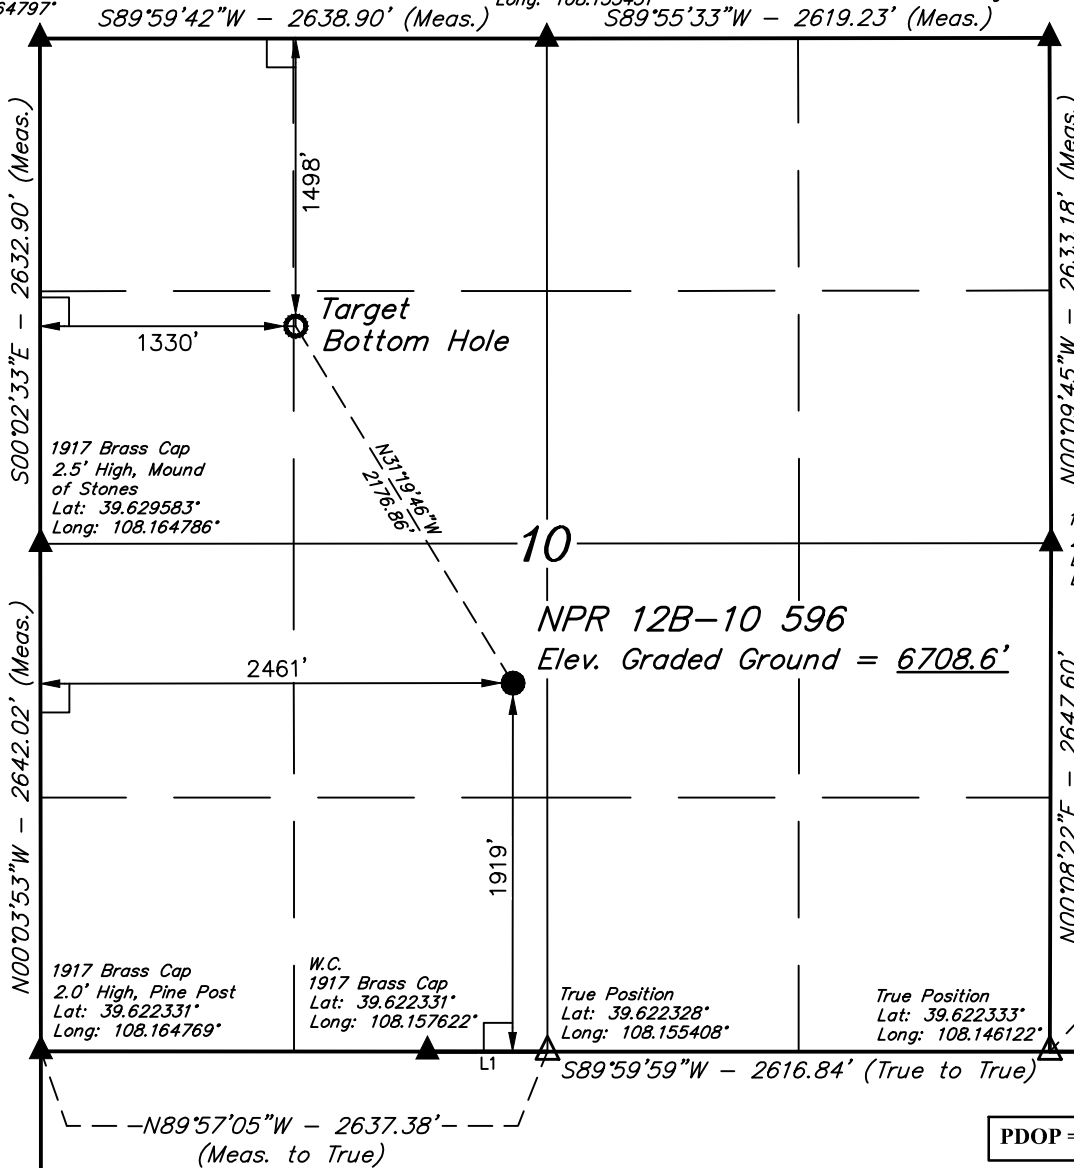 64797°
S89°59'42"W - 2638.90' (Meas.)
S89°55'33"W - 2619.23' (Meas.)
S00°02'33"E - 2632.90' (Meas.)
1498'
N00°09'45"W - 2633.18' (Meas.)
Target
Bottom Hole
1330'
1917 Brass Cap
2.5' High, Mound
of Stones
Lat: 39.629583°
Long: 108.164786°
N31°19'46"W
2176.86'
10
NPR 12B-10 596
Elev. Graded Ground = 6708.6'
2461'
N00°03'53"W - 2642.02' (Meas.)
1919'
N00°08'22"E - 2647.60'
1917 Brass Cap
2.0' High, Pine Post
Lat: 39.622331°
Long: 108.164769°
W.C.
1917 Brass Cap
Lat: 39.622331°
Long: 108.157622°
True Position
Lat: 39.622328°
Long: 108.155408°
True Position
Lat: 39.622333°
Long: 108.146122°
L1
S89°59'59"W - 2616.84' (True to True)
N89°57'05"W - 2637.38'
(Meas. to True)
PDOP =